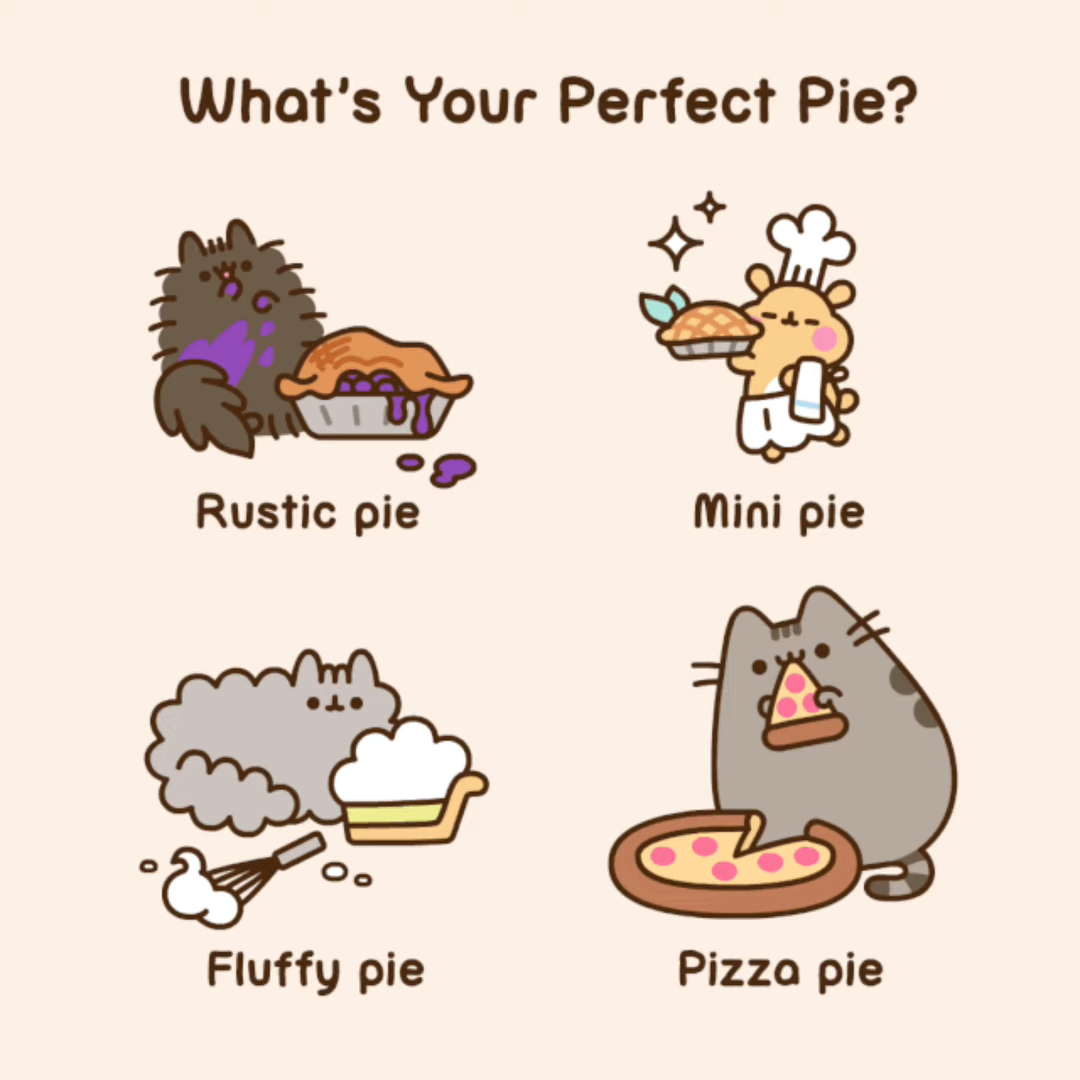 What's Your Perfect Pie?
Rustic pie
Mini pie
Fluffy pie
Pizza pie